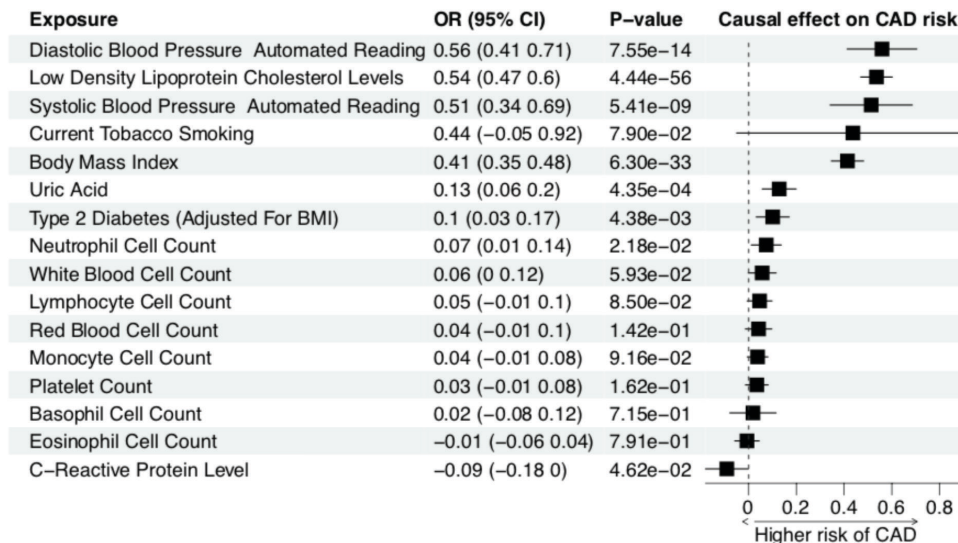 Exposure OR (95% CI) P−value Causal effect on CAD risk
Diastolic Blood Pressure Automated Reading 0.56 (0.41 0.71) 7.55e−14
Low Density Lipoprotein Cholesterol Levels 0.54 (0.47 0.6) 4.44e−56
Systolic Blood Pressure Automated Reading 0.51 (0.34 0.69) 5.41e−09
Current Tobacco Smoking 0.44 (−0.05 0.92) 7.90e−02
Body Mass Index 0.41 (0.35 0.48) 6.30e−33
Uric Acid 0.13 (0.06 0.2) 4.35e−04
Type 2 Diabetes (Adjusted For BMI) 0.1 (0.03 0.17) 4.38e−03
Neutrophil Cell Count 0.07 (0.01 0.14) 2.18e−02
White Blood Cell Count 0.06 (0 0.12) 5.93e−02
Lymphocyte Cell Count 0.05 (−0.01 0.1) 8.50e−02
Red Blood Cell Count 0.04 (−0.01 0.1) 1.42e−01
Monocyte Cell Count 0.04 (−0.01 0.08) 9.16e−02
Platelet Count 0.03 (−0.01 0.08) 1.62e−01
Basophil Cell Count 0.02 (−0.08 0.12) 7.15e−01
Eosinophil Cell Count −0.01 (−0.06 0.04) 7.91e−01
C−Reactive Protein Level −0.09 (−0.18 0) 4.62e−02
0 0.2 0.4 0.6 0.8
Higher risk of CAD